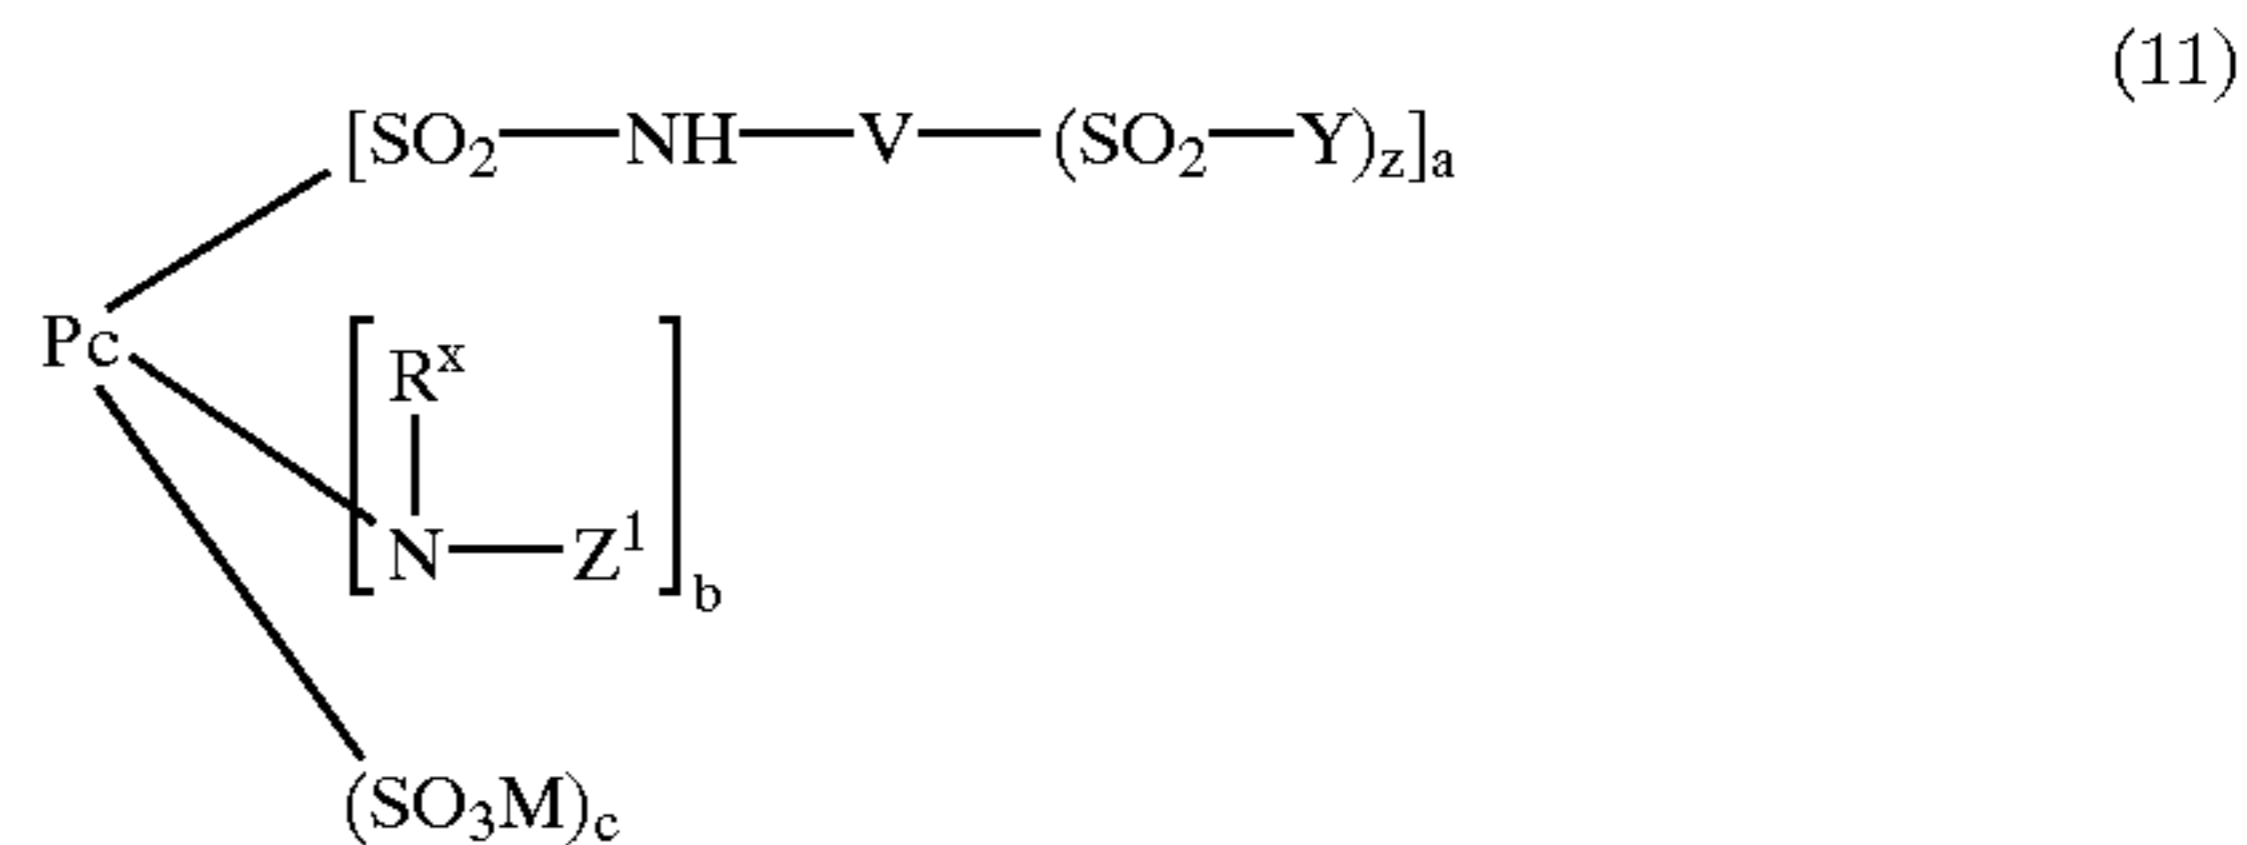 (11)
[SO₂—NH—V—(SO₂—Y)z]a
Pc
Rˣ
N—Z¹
b
(SO₃M)c